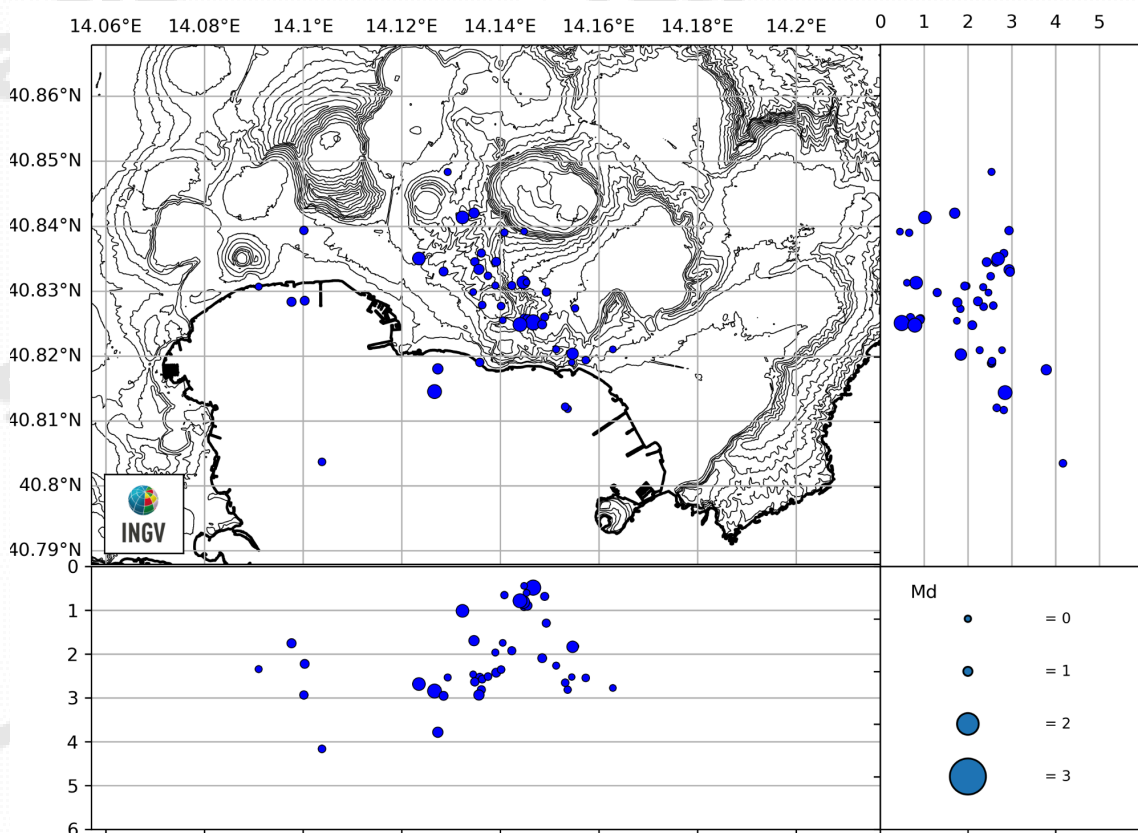 14.06°E 14.08°E 14.1°E 14.12°E 14.14°E 14.16°E 14.18°E 14.2°E 0 1 2 3 4 5
40.86°N
40.85°N
40.84°N
40.83°N
40.82°N
40.81°N
40.8°N
40.79°N
INGV
0
1
2
3
4
5
6
Md
= 0
= 1
= 2
= 3